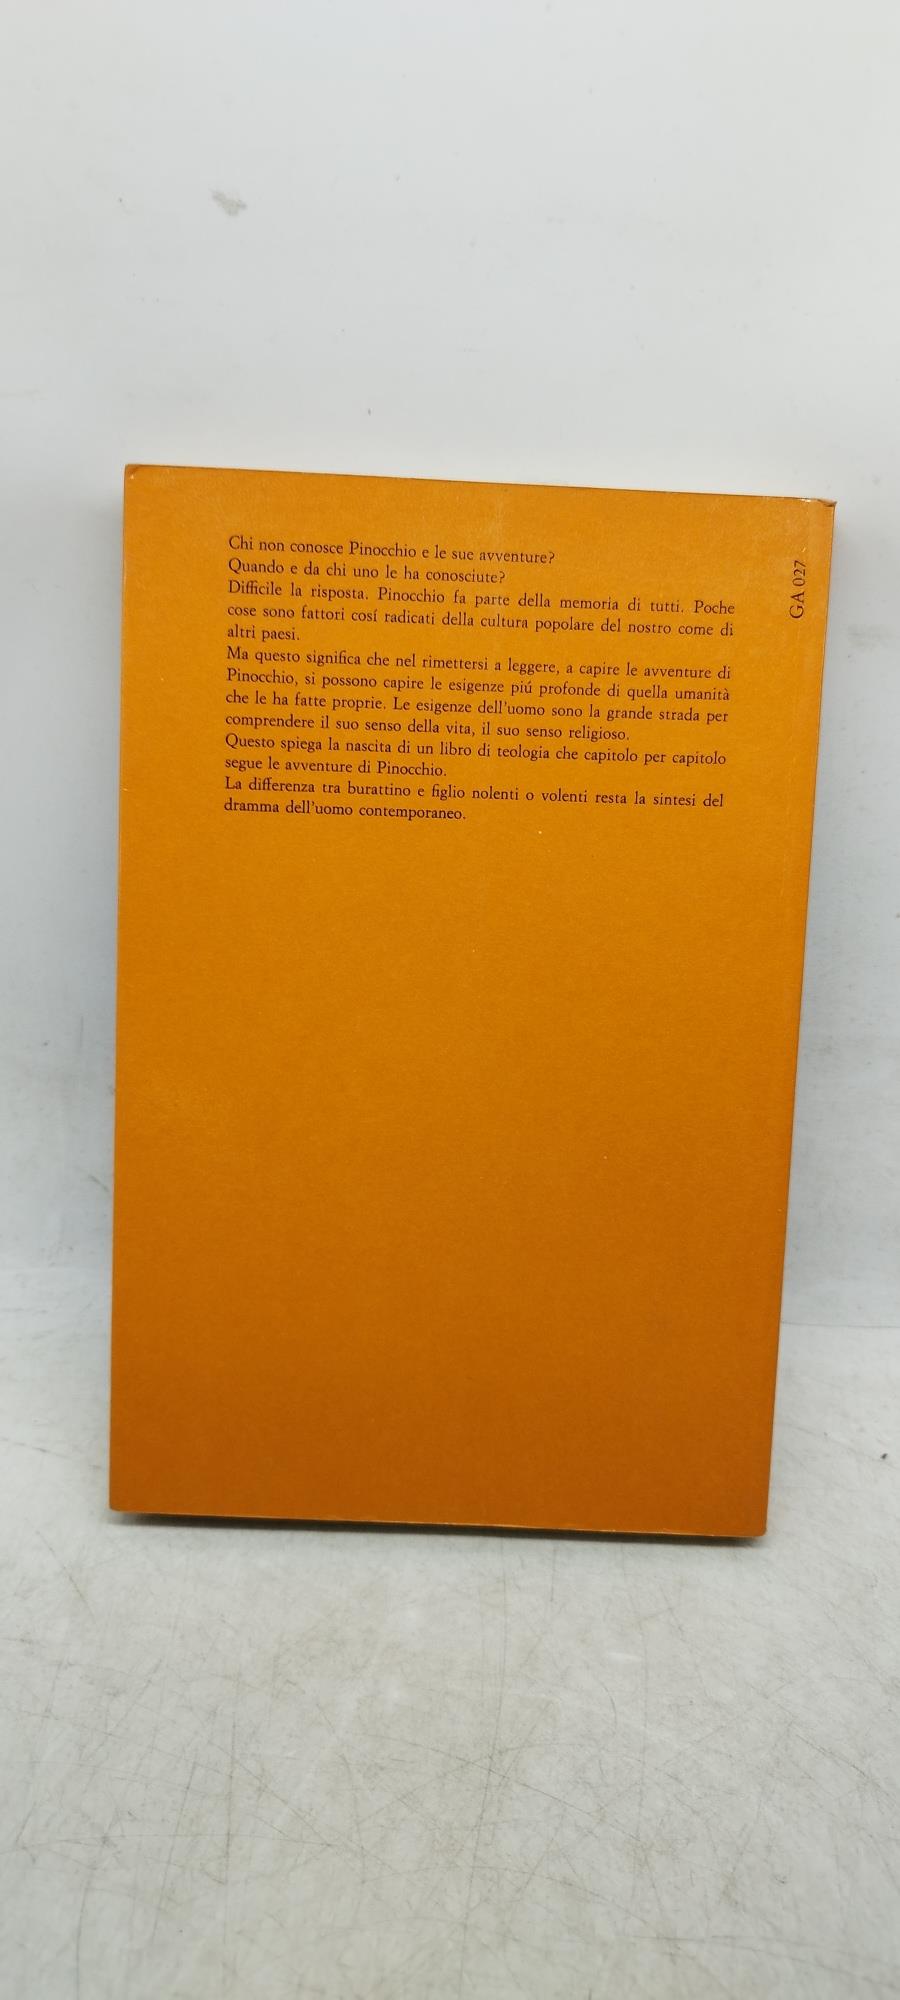 Chi non conosce Pinocchio e le sue avventure?
Quando e da chi uno le ha conosciute?
Difficile la risposta. Pinocchio fa parte della memoria di tutti. Poche
cose sono fattori cosí radicati della cultura popolare del nostro come di
altri paesi.
Ma questo significa che nel rimettersi a leggere, a capire le avventure di
Pinocchio, si possono capire le esigenze piú profonde di quella umanità
che le ha fatte proprie. Le esigenze dell'uomo sono la grande strada per
comprendere il suo senso della vita, il suo senso religioso.
Questo spiega la nascita di un libro di teologia che capitolo per capitolo
segue le avventure di Pinocchio.
La differenza tra burattino e figlio nolenti o volenti resta la sintesi del
dramma dell'uomo contemporaneo.
GA 027